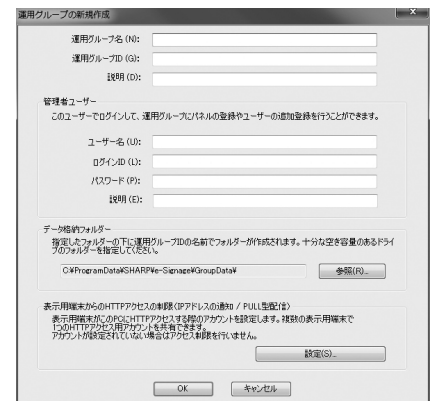 運用グループの新規作成
運用グループ名 (N):
運用グループID (G):
説明 (D):
管理者ユーザー
このユーザーでログインして、運用グループにパネルの登録やユーザーの追加登録を行うことができます。
ユーザー名 (U):
ログインID (L):
パスワード (P):
説明 (E):
データ格納フォルダー
指定したフォルダーの下に運用グループIDの名前でフォルダーが作成されます。十分な空き容量のあるドライ
ブのフォルダーを指定してください。
C:¥ProgramData¥SHARP¥e-Signage¥GroupData¥
参照(R)...
表示用端末からのHTTPアクセスの制限(IPアドレスの通知 / PULL型配信)
表示用端末がこのPCにHTTPアクセスする際のアカウントを設定します。複数の表示用端末で
1つのHTTPアクセス用アカウントを共有できます。
アカウントが設定されていない場合はアクセス制限を行いません。
設定(S)...
OK
キャンセル